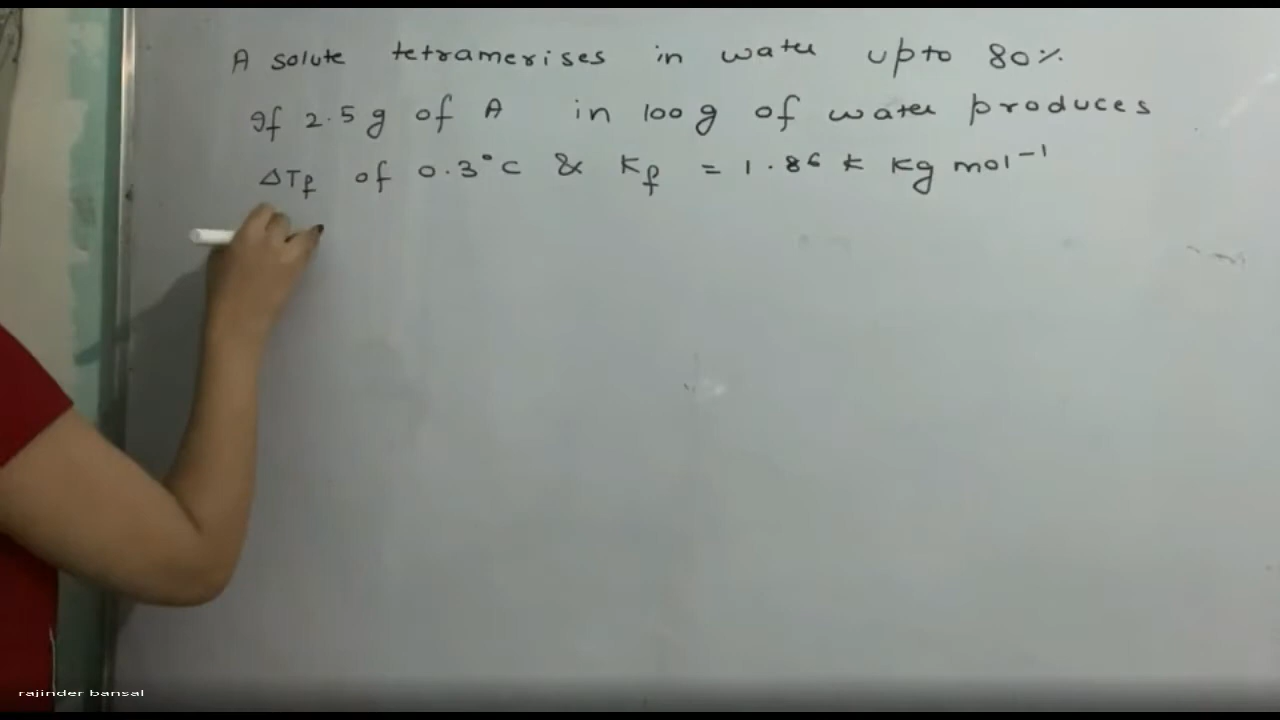 A solute tetramerises in water upto 80%
If 2.5 g of A in 100 g of water produces
ΔTf of 0.3°C & Kf = 1.86 K Kg mol⁻¹
rajinder bansal